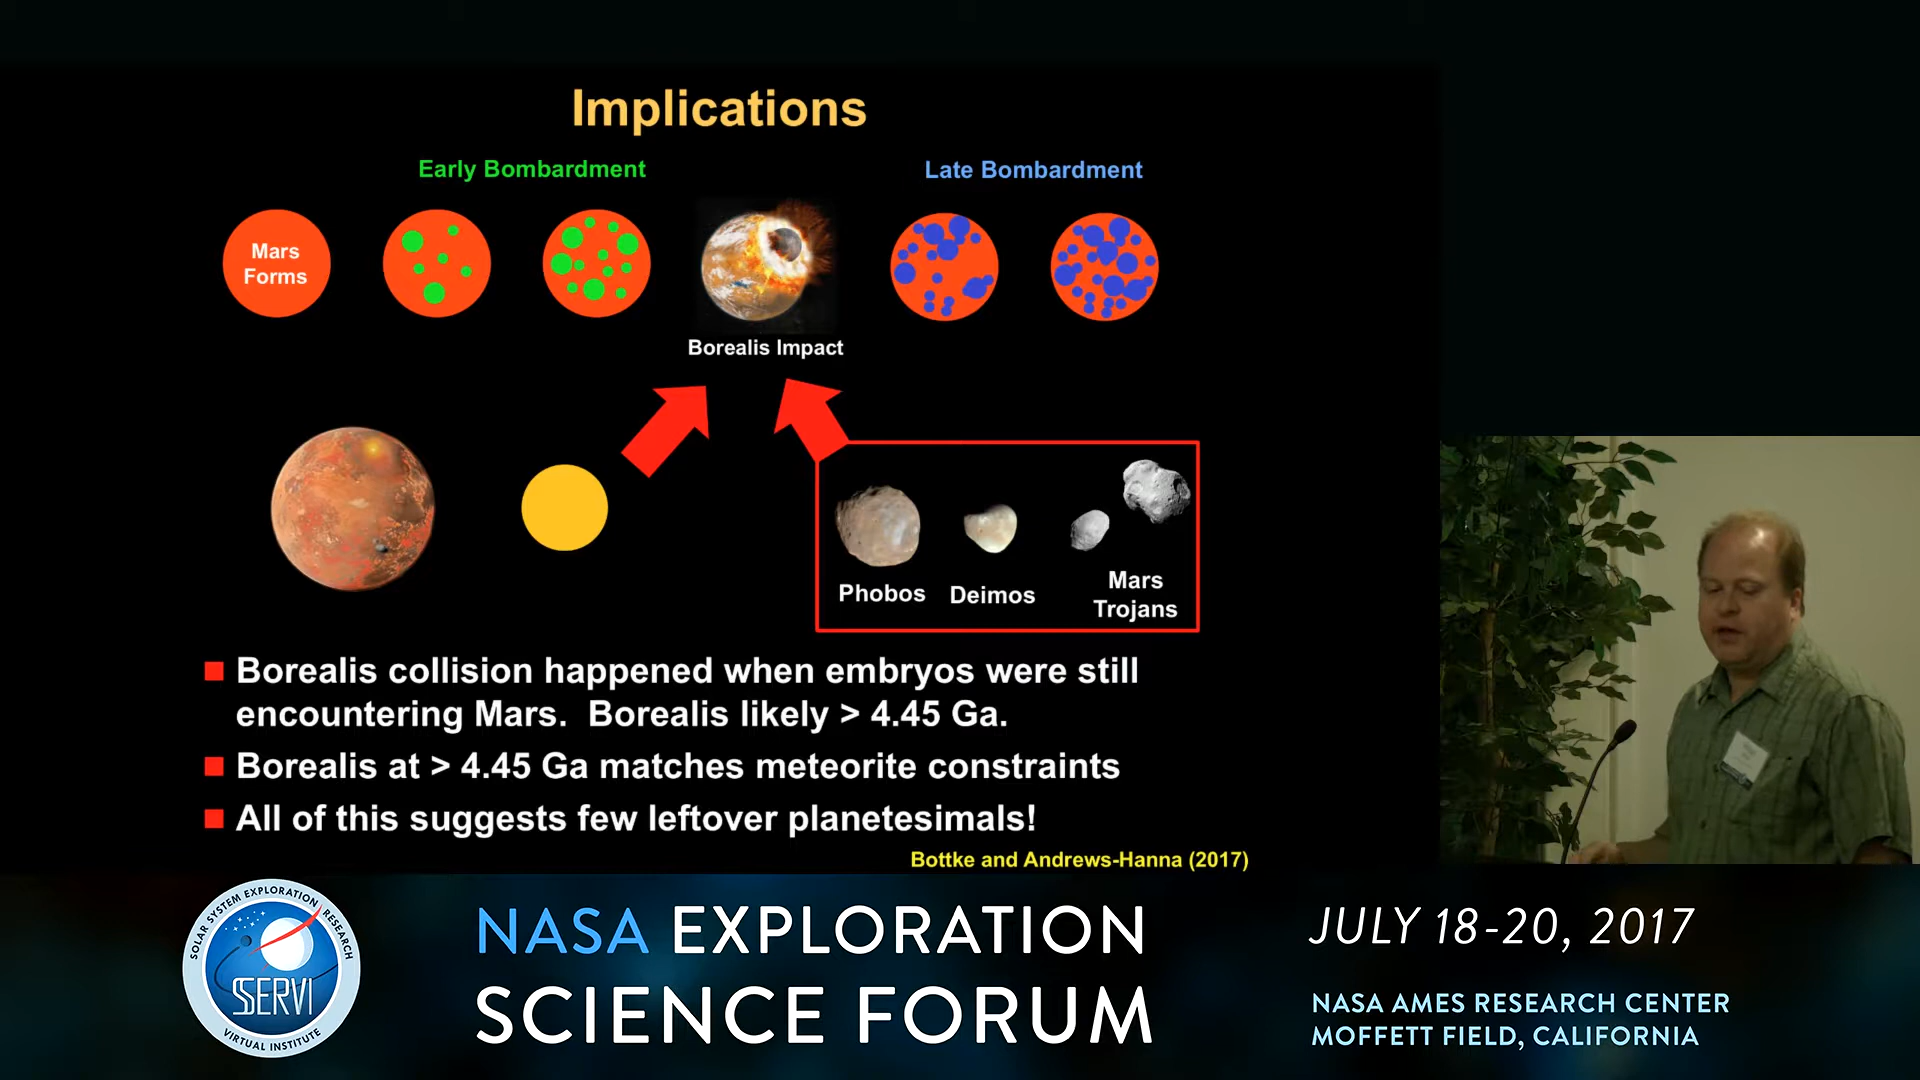 Implications
Early Bombardment
Late Bombardment
Mars
Forms
Borealis Impact
Phobos
Deimos
Mars
Trojans
Borealis collision happened when embryos were still
encountering Mars. Borealis likely > 4.45 Ga.
Borealis at > 4.45 Ga matches meteorite constraints
All of this suggests few leftover planetesimals!
Bottke and Andrews-Hanna (2017)
SOLAR SYSTEM EXPLORATION RESEARCH
SSERVI
VIRTUAL INSTITUTE
NASA EXPLORATION
SCIENCE FORUM
JULY 18-20, 2017
NASA AMES RESEARCH CENTER
MOFFETT FIELD, CALIFORNIA